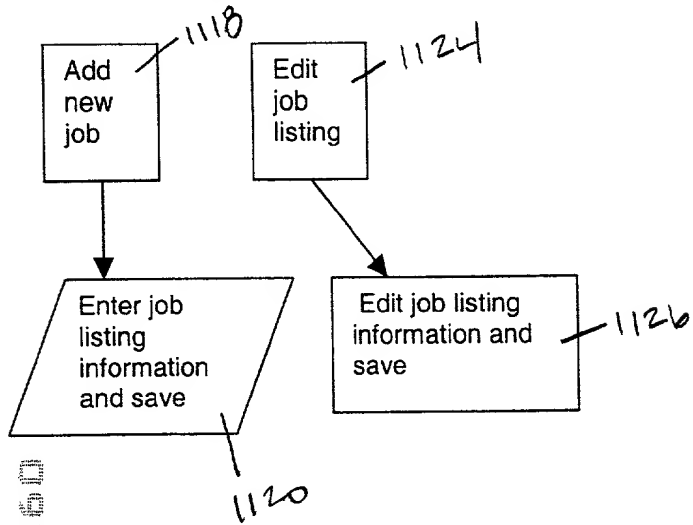 Add
new
job
1118
Edit
job
listing
1124
Enter job
listing
information
and save
1120
Edit job listing
information and
save
1126